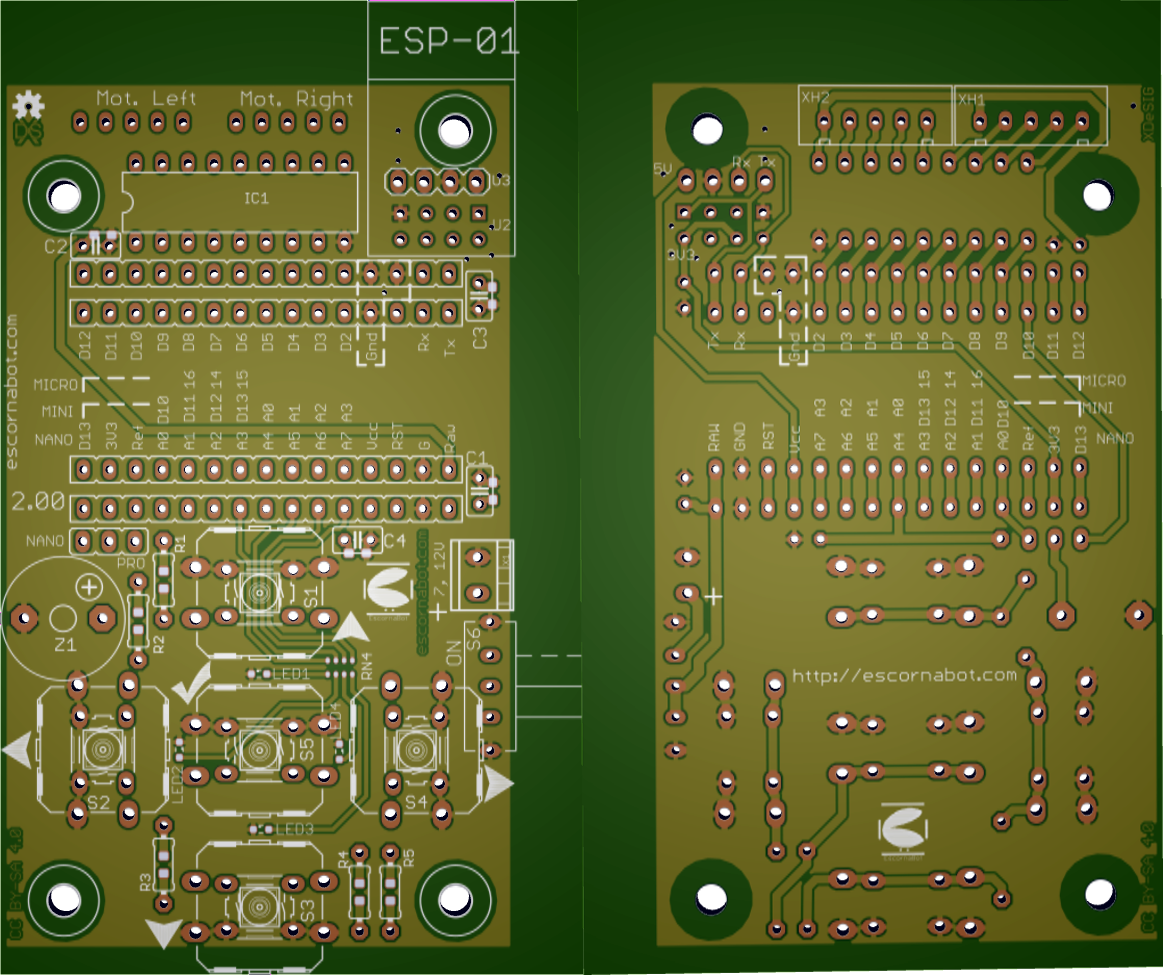 ESP-01
Mot. Left Mot. Right
IC1
U3
U2
C2
C3
D12 D11 D10 D9 D8 D7 D6 D5 D4 D3 D2 Gnd Rx Tx
escornabot.com
MICRO
MINI
NANO
D10 D11 16 D12 14 D13 15 A0 A1 A2 A3
D13 3V3 Ref A0 A1 A2 A3 A4 A5 A6 A7 Vcc RST G Raw
C1
2.00
NANO
PRO
R1
C4
+ 7, 12V
escornabot.com
Escornabot
S1
Z1
R2
S6
ON
LED1
RN4
LED4
S5
LED2
S2
S4
LED3
R3
R4
R5
S3
CC BY-SA 4.0
XH2 XH1
XDeSIG
5V Rx Tx
Tx Rx Gnd D2 D3 D4 D5 D6 D7 D8 D9 D10 D11 D12
MICRO
MINI
NANO
A3 A2 A1 A0 D13 15 D12 14 D11 16 D10
RAW GND RST Vcc A7 A6 A5 A4 A3 A2 A1 A0 Ref 3V3 D13
+
http://escornabot.com
Escornabot
CC BY-SA 4.0